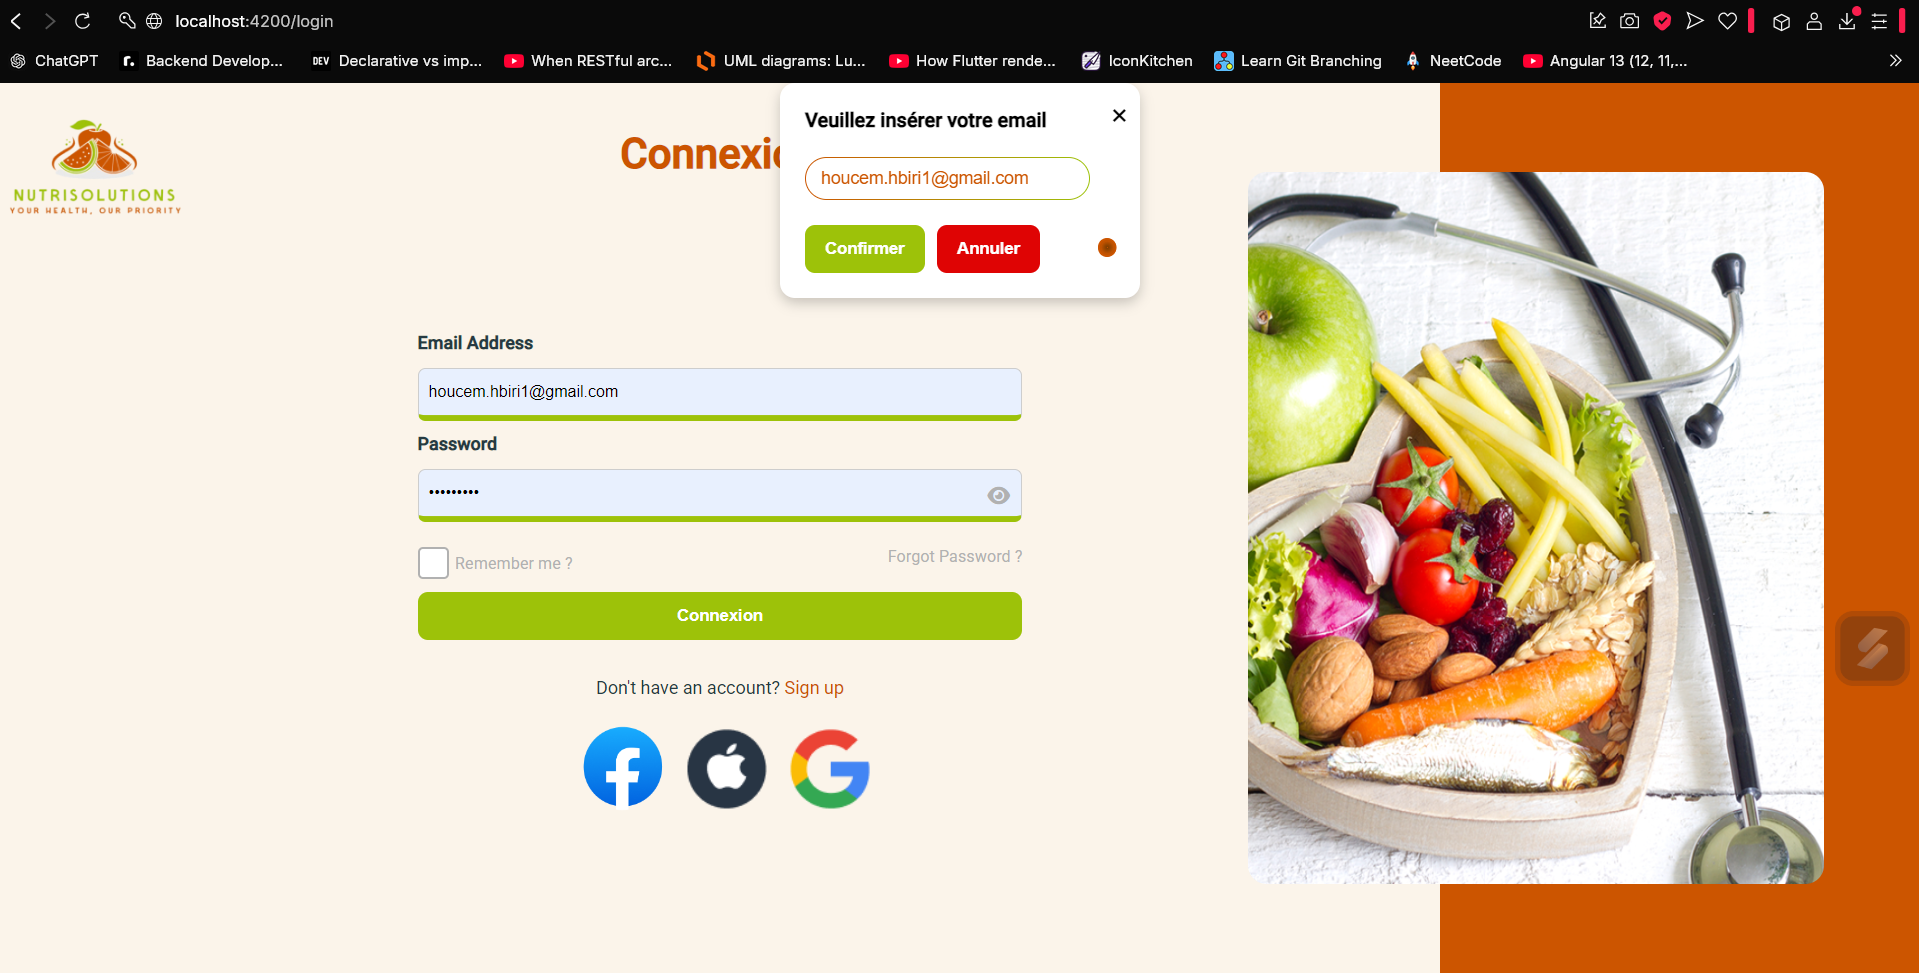 localhost:4200/login
ChatGPT
Backend Develop...
DEV
Declarative vs imp...
When RESTful arc...
UML diagrams: Lu...
How Flutter rende...
IconKitchen
Learn Git Branching
NeetCode
Angular 13 (12, 11,...
NUTRISOLUTIONS
YOUR HEALTH, OUR PRIORITY
Connexio
Veuillez insérer votre email
houcem.hbiri1@gmail.com
Confirmer
Annuler
Email Address
houcem.hbiri1@gmail.com
Password
•••••••••
Remember me ?
Forgot Password ?
Connexion
Don't have an account? Sign up